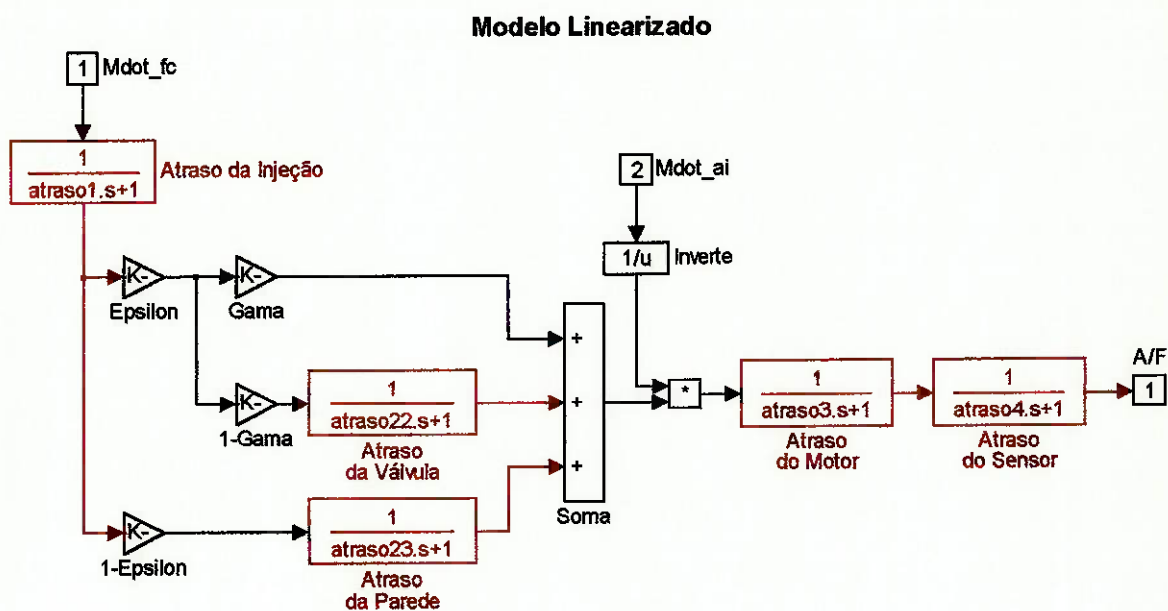 Modelo Linearizado
1 Mdot_fc
1
atraso1.s+1
Atraso da Injeção
2 Mdot_ai
1/u Inverte
K-
Epsilon
K-
Gama
K-
1-Gama
1
atraso22.s+1
Atraso
da Válvula
K-
1-Epsilon
1
atraso23.s+1
Atraso
da Parede
+
+
+
Soma
*
1
atraso3.s+1
Atraso
do Motor
1
atraso4.s+1
Atraso
do Sensor
A/F
1